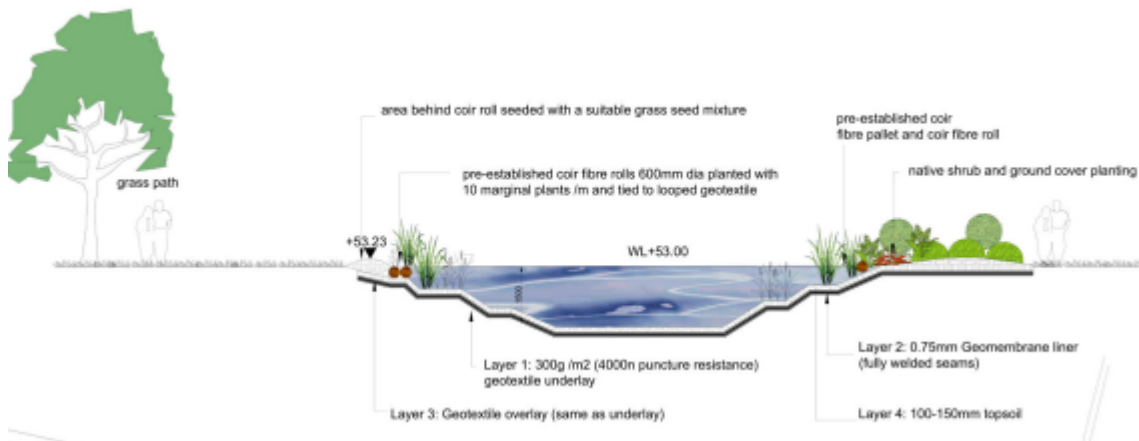 area behind coir roll seeded with a suitable grass seed mixture
pre-established coir
fibre pallet and coir fibre roll
grass path
pre-established coir fibre rolls 600mm dia planted with
10 marginal plants /m and tied to looped geotextile
native shrub and ground cover planting
+53.23
WL+53.00
1500
Layer 1: 300g /m2 (4000n puncture resistance)
geotextile underlay
Layer 2: 0.75mm Geomembrane liner
(fully welded seams)
Layer 3: Geotextile overlay (same as underlay)
Layer 4: 100-150mm topsoil